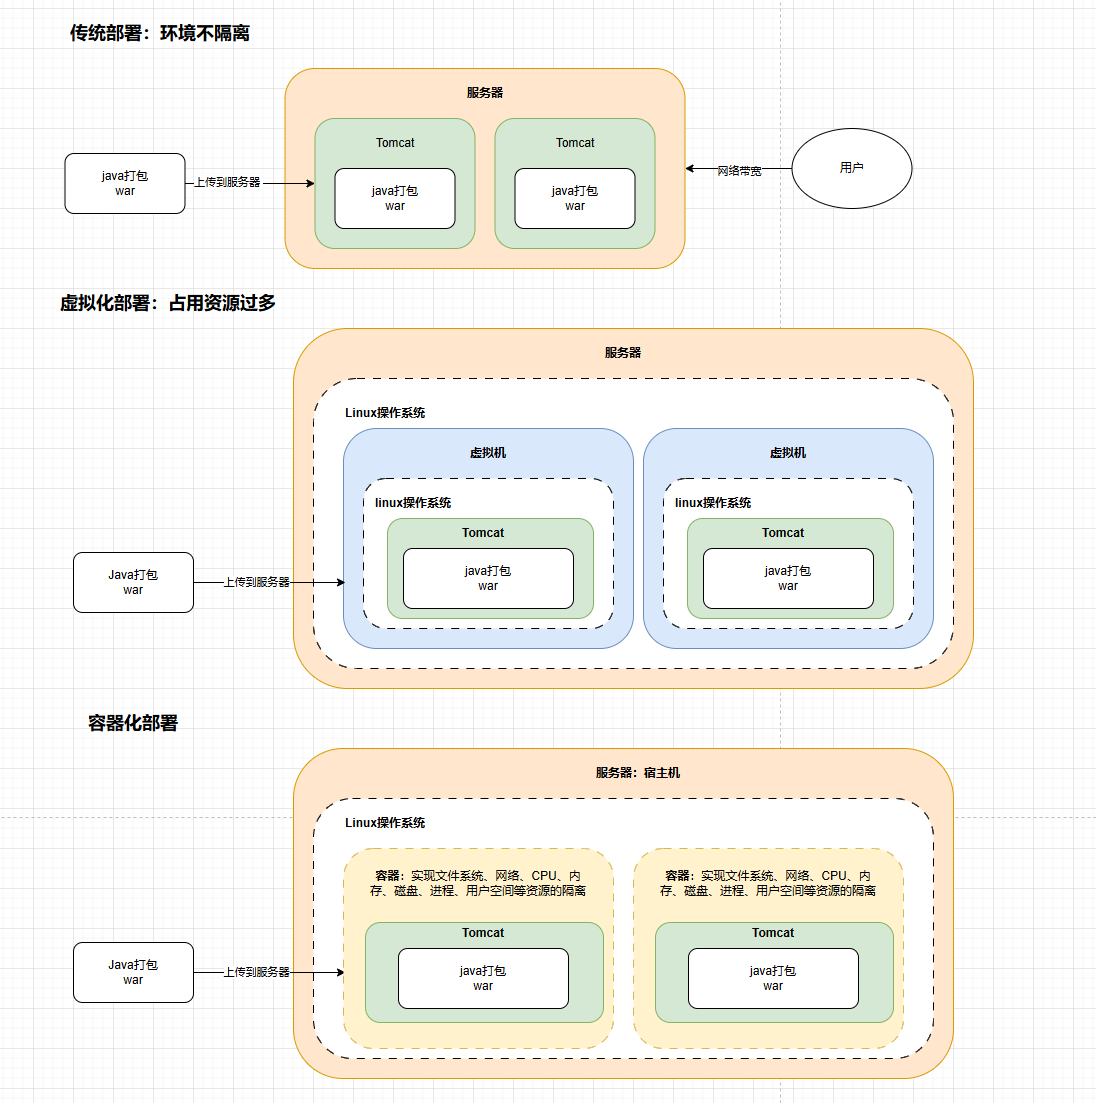 传统部署：环境不隔离
服务器
Tomcat
Tomcat
java打包
war
上传到服务器
java打包
war
java打包
war
网络带宽
用户
虚拟化部署：占用资源过多
服务器
Linux操作系统
虚拟机
虚拟机
linux操作系统
linux操作系统
Tomcat
Tomcat
Java打包
war
上传到服务器
java打包
war
java打包
war
容器化部署
服务器：宿主机
Linux操作系统
容器：实现文件系统、网络、CPU、内
存、磁盘、进程、用户空间等资源的隔离
容器：实现文件系统、网络、CPU、内
存、磁盘、进程、用户空间等资源的隔离
Tomcat
Tomcat
Java打包
war
上传到服务器
java打包
war
java打包
war